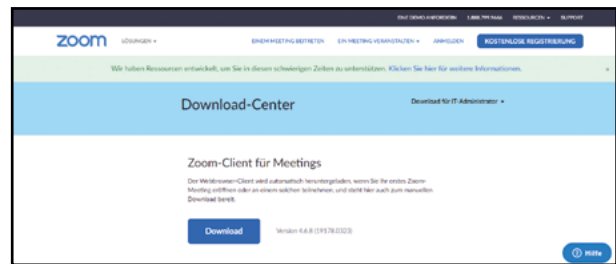 EINE DEMO ANFORDERN 1.888.799.9666 RESSOURCEN SUPPORT
zoom LÖSUNGEN EINEM MEETING BEITRETEN EIN MEETING VERANSTALTEN ANMELDEN KOSTENLOSE REGISTRIERUNG
Wir haben Ressourcen entwickelt, um Sie in diesen schwierigen Zeiten zu unterstützen. Klicken Sie hier für weitere Informationen.
Download-Center Download für IT-Administrator
Zoom-Client für Meetings
Der Webbrowser-Client wird automatisch heruntergeladen, wenn Sie Ihr erstes Zoom-
Meeting eröffnen oder an einem solchen teilnehmen, und steht hier auch zum manuellen
Download bereit.
Download Version 4.6.8 (19178.0323)
Hilfe